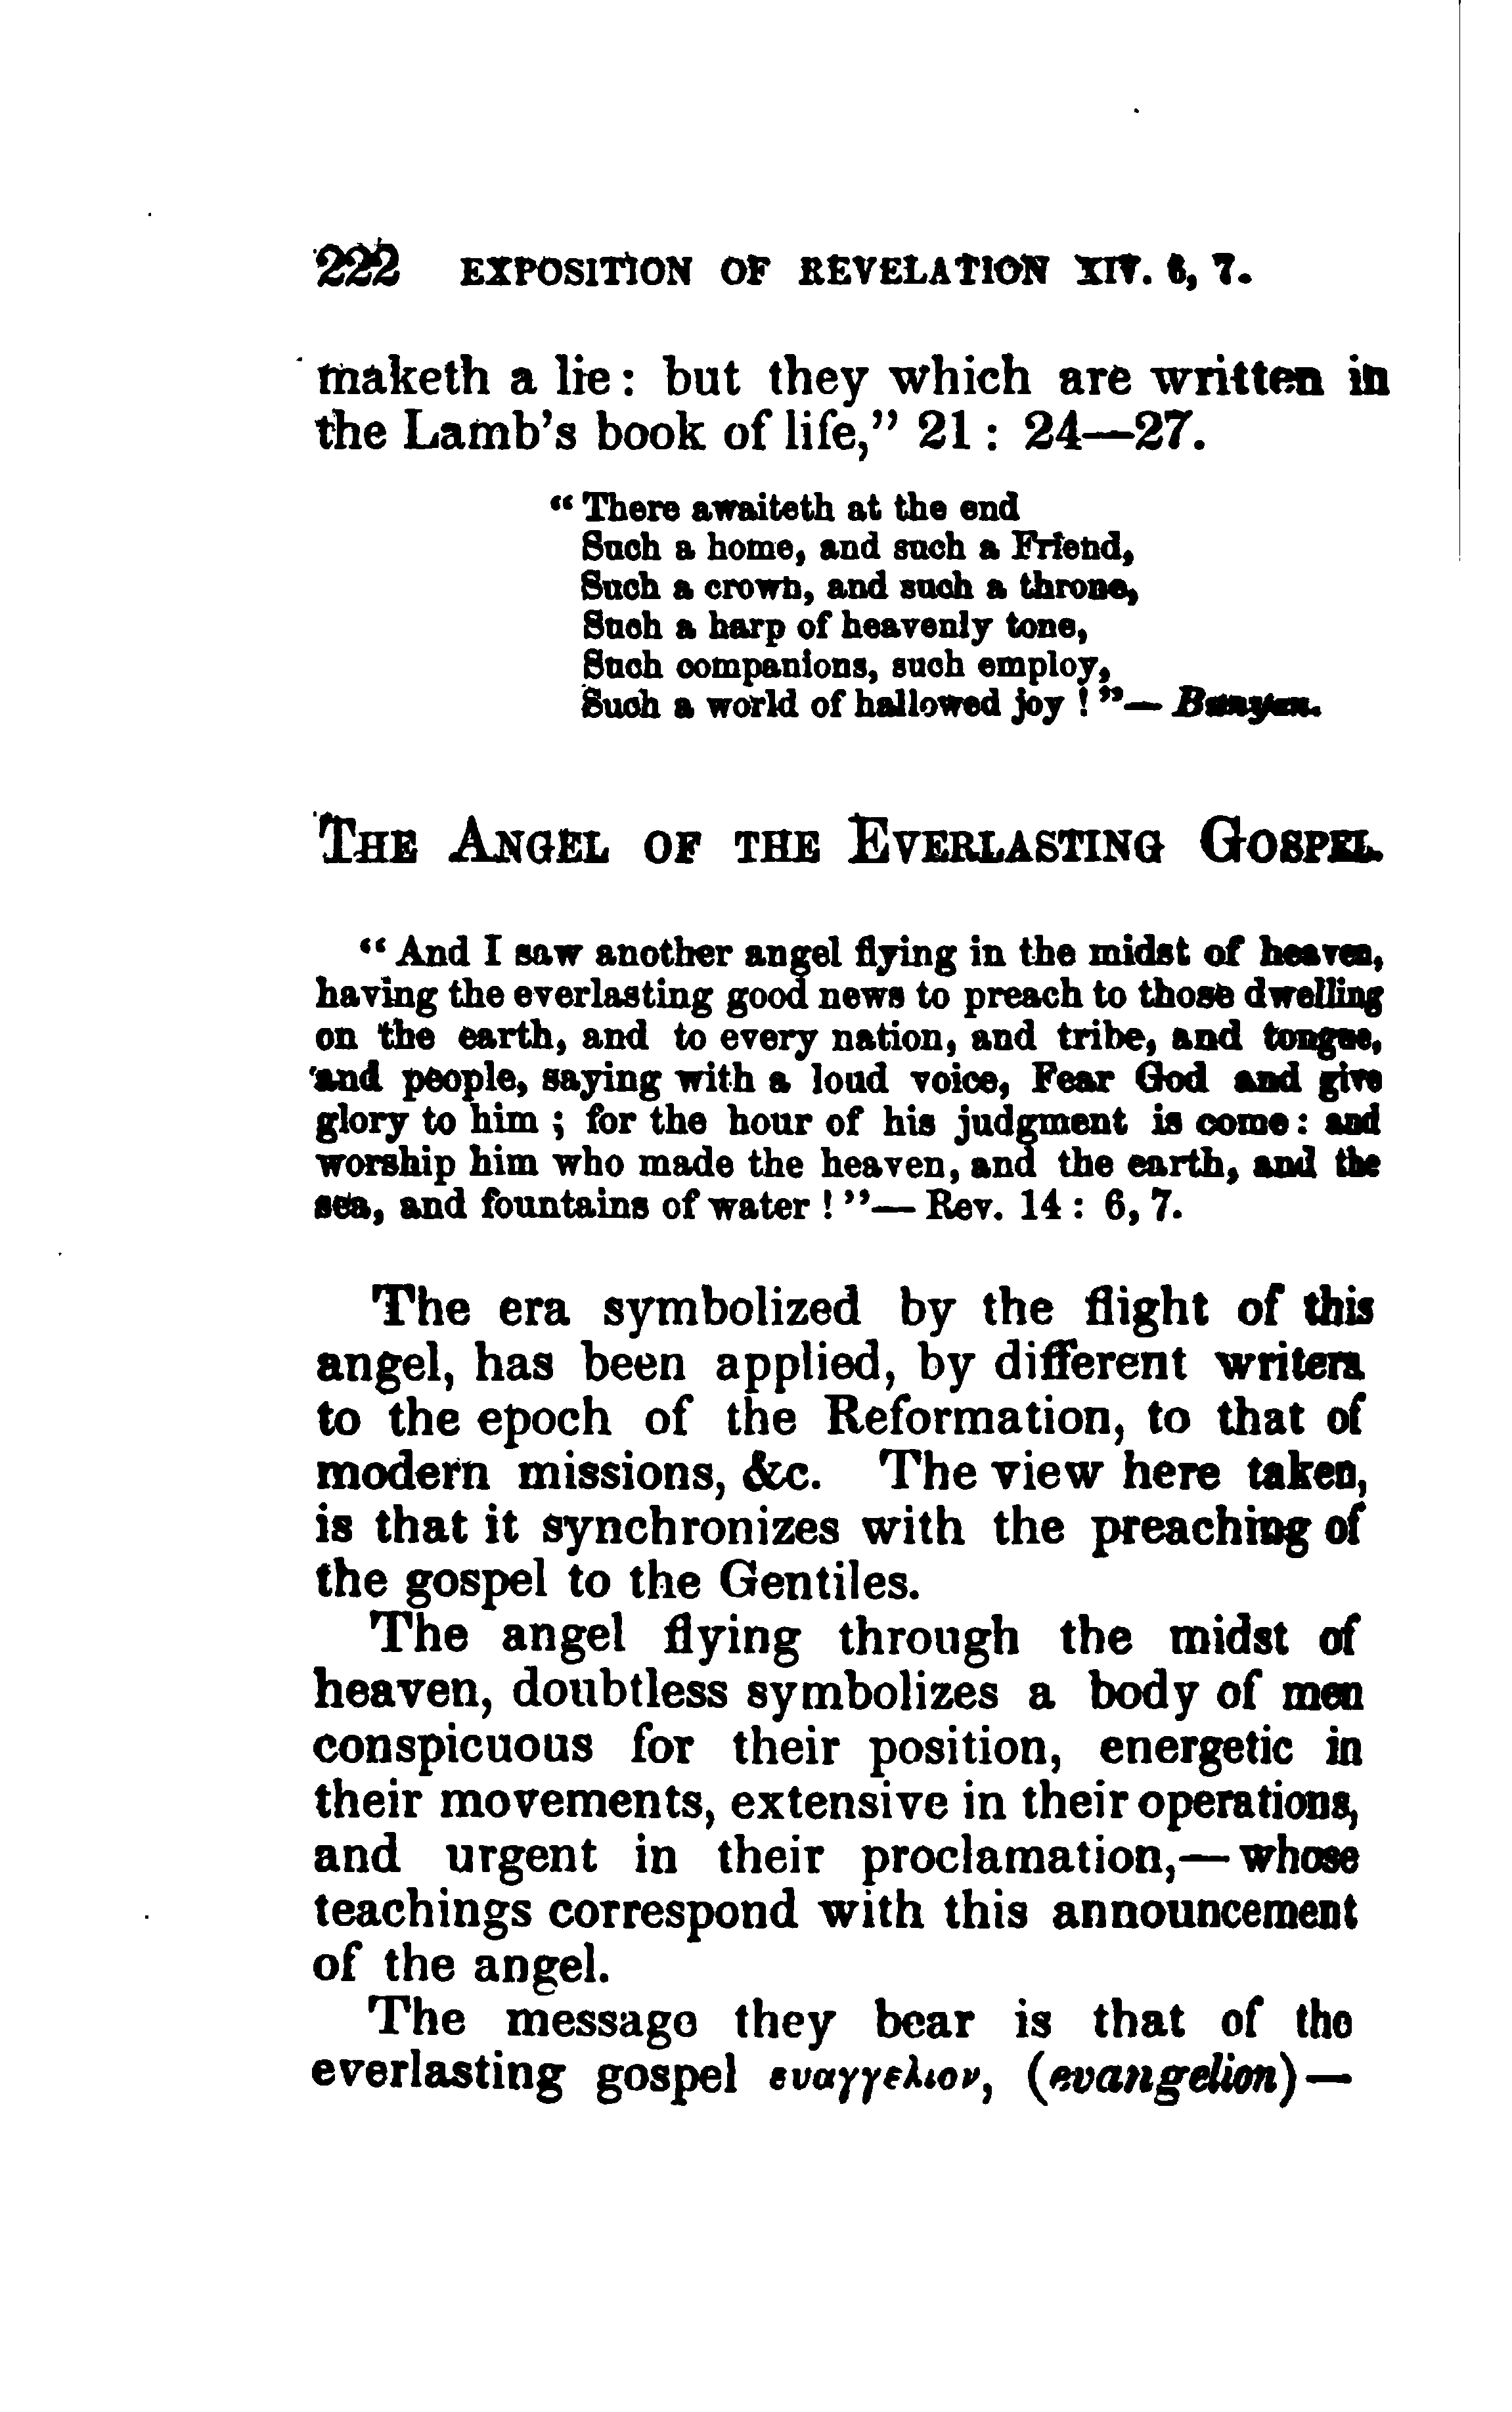 222 EXPOSITION OF REVELATION XIV. 6, 7.
maketh a lie: but they which are written in
the Lamb's book of life,” 21: 24—27.
“There awaiteth at the end
Such a home, and such a Friend,
Such a crown, and such a throne,
Such a harp of heavenly tone,
Such companions, such employ,
Such a world of hallowed joy!”— Bunyan.
THE ANGEL OF THE EVERLASTING GOSPEL.
“And I saw another angel flying in the midst of heaven,
having the everlasting good news to preach to those dwelling
on the earth, and to every nation, and tribe, and tongue,
and people, saying with a loud voice, Fear God and give
glory to him; for the hour of his judgment is come: and
worship him who made the heaven, and the earth, and the
sea, and fountains of water!”— Rev. 14: 6, 7.
The era symbolized by the flight of this
angel, has been applied, by different writers
to the epoch of the Reformation, to that of
modern missions, &c. The view here taken,
is that it synchronizes with the preaching of
the gospel to the Gentiles.
The angel flying through the midst of
heaven, doubtless symbolizes a body of men
conspicuous for their position, energetic in
their movements, extensive in their operations,
and urgent in their proclamation,— whose
teachings correspond with this announcement
of the angel.
The message they bear is that of the
everlasting gospel ευαγγελιον, (evangelion)—